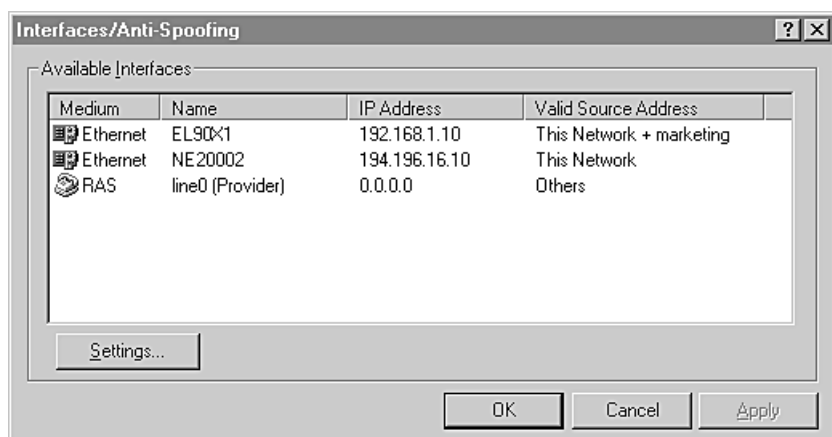 Interfaces/Anti-Spoofing
Available Interfaces
Medium Name IP Address Valid Source Address
Ethernet EL90X1 192.168.1.10 This Network + marketing
Ethernet NE20002 194.196.16.10 This Network
RAS line0 (Provider) 0.0.0.0 Others
Settings...
OK Cancel Apply